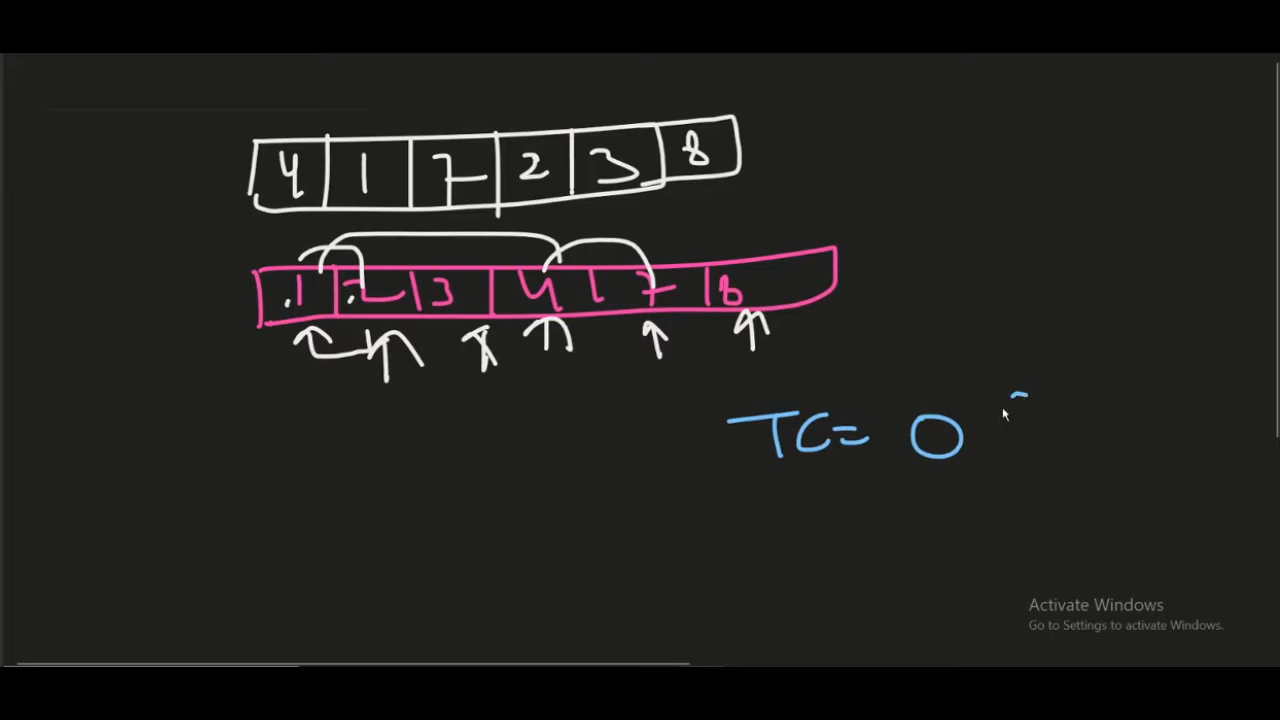 4 1 7 2 3 8
1 2 3 4 7 8
TC= O
Activate Windows
Go to Settings to activate Windows.